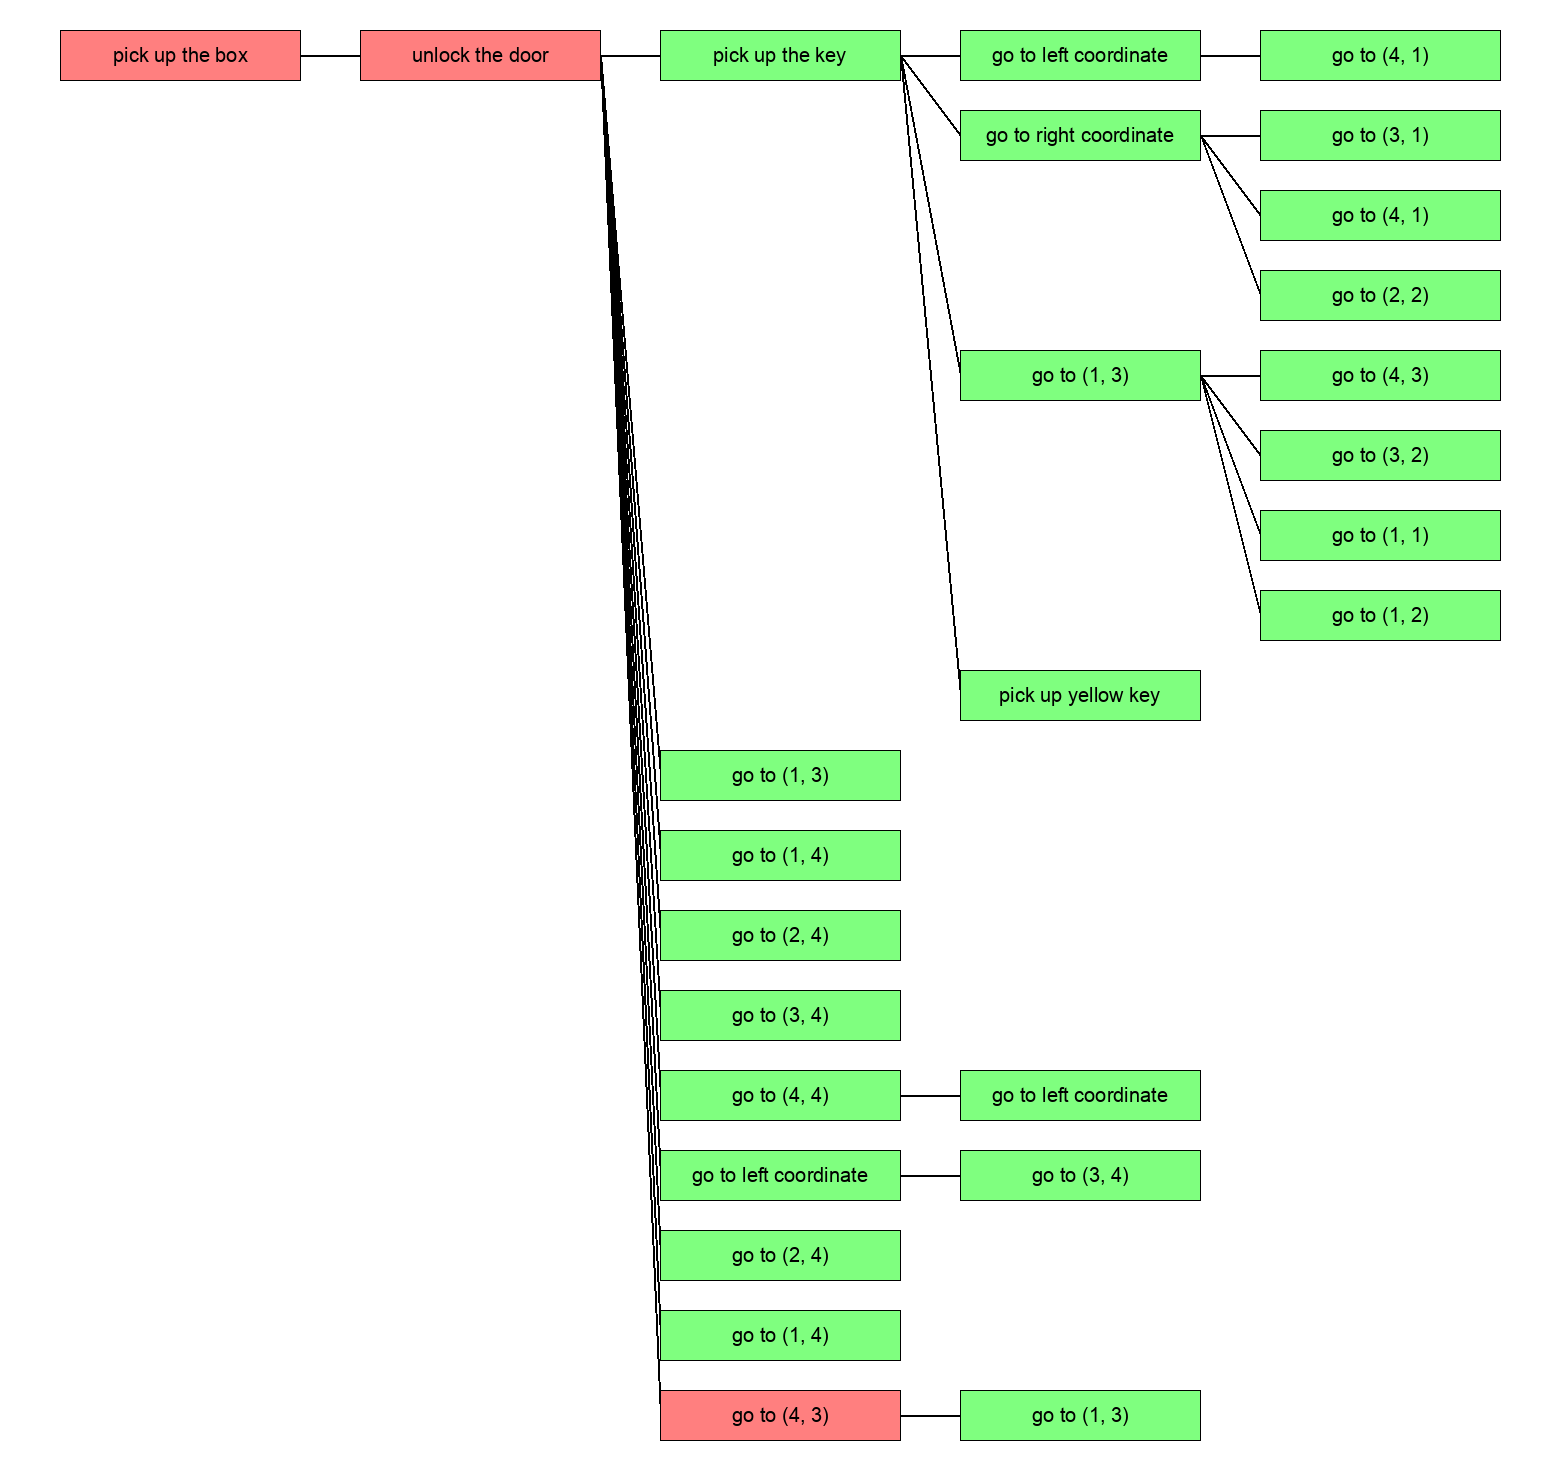 pick up the box
unlock the door
pick up the key
go to left coordinate
go to (4, 1)
go to right coordinate
go to (3, 1)
go to (4, 1)
go to (2, 2)
go to (1, 3)
go to (4, 3)
go to (3, 2)
go to (1, 1)
go to (1, 2)
pick up yellow key
go to (1, 3)
go to (1, 4)
go to (2, 4)
go to (3, 4)
go to (4, 4)
go to left coordinate
go to left coordinate
go to (3, 4)
go to (2, 4)
go to (1, 4)
go to (4, 3)
go to (1, 3)